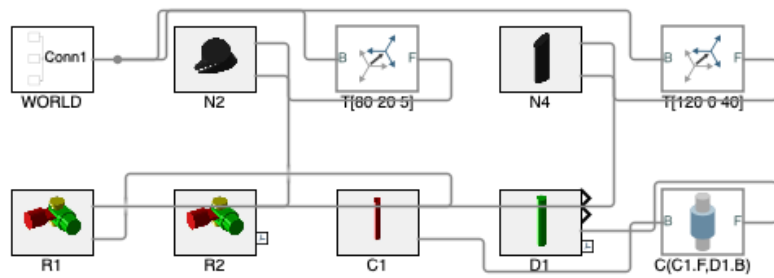 Conn1
B F
B F
WORLD N2 T[80 20 5] N4 T[120 0 40]
B F
R1 R2 C1 D1 C(C1.F,D1.B)